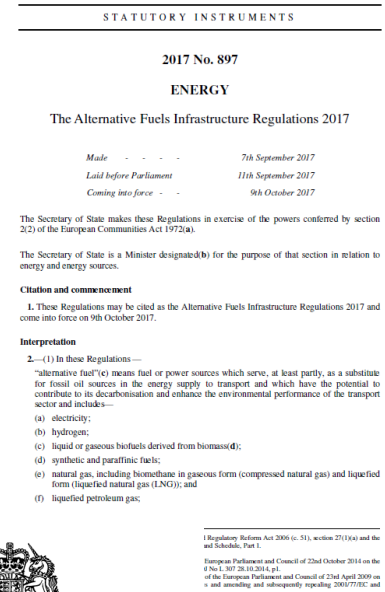 STATUTORY INSTRUMENTS
2017 No. 897
ENERGY
The Alternative Fuels Infrastructure Regulations 2017
Made - - - - 7th September 2017
Laid before Parliament 11th September 2017
Coming into force - - 9th October 2017
The Secretary of State makes these Regulations in exercise of the powers conferred by section
2(2) of the European Communities Act 1972(a).
The Secretary of State is a Minister designated(b) for the purpose of that section in relation to
energy and energy sources.
Citation and commencement
1. These Regulations may be cited as the Alternative Fuels Infrastructure Regulations 2017 and
come into force on 9th October 2017.
Interpretation
2.—(1) In these Regulations—
“alternative fuel”(c) means fuel or power sources which serve, at least partly, as a substitute
for fossil oil sources in the energy supply to transport and which have the potential to
contribute to its decarbonisation and enhance the environmental performance of the transport
sector and includes—
(a) electricity;
(b) hydrogen;
(c) liquid or gaseous biofuels derived from biomass(d);
(d) synthetic and paraffinic fuels;
(e) natural gas, including biomethane in gaseous form (compressed natural gas) and liquefied
form (liquefied natural gas (LNG)); and
(f) liquefied petroleum gas;
Regulatory Reform Act 2006 (c. 51), section 27(1)(a) and the
and Schedule, Part 1.
European Parliament and Council of 22nd October 2014 on the
No L 307 28.10.2014, p1.
of the European Parliament and Council of 23rd April 2009 on
and amending and subsequently repealing 2001/77/EC and